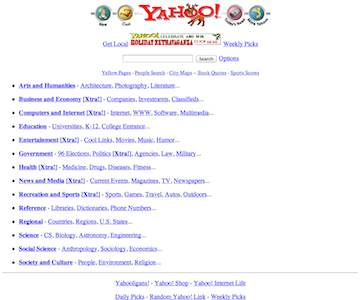 New
Cool
YAHOO!
Today's News
More Yahoos
Get Local
YAHOO! CELEBRATE AND WIN
HOLIDAY EXTRAVAGANZA
CLICK HERE
Weekly Picks
Search
Options
Yellow Pages - People Search - City Maps - Stock Quotes - Sports Scores
Arts and Humanities - Architecture, Photography, Literature...
Business and Economy [Xtra!] - Companies, Investments, Classifieds...
Computers and Internet [Xtra!] - Internet, WWW, Software, Multimedia...
Education - Universities, K-12, College Entrance...
Entertainment [Xtra!] - Cool Links, Movies, Music, Humor...
Government - 96 Elections, Politics [Xtra!], Agencies, Law, Military...
Health [Xtra!] - Medicine, Drugs, Diseases, Fitness...
News and Media [Xtra!] - Current Events, Magazines, TV, Newspapers...
Recreation and Sports [Xtra!] - Sports, Games, Travel, Autos, Outdoors...
Reference - Libraries, Dictionaries, Phone Numbers...
Regional - Countries, Regions, U.S. States...
Science - CS, Biology, Astronomy, Engineering...
Social Science - Anthropology, Sociology, Economics...
Society and Culture - People, Environment, Religion...
Yahooligans! - Yahoo! Shop - Yahoo! Internet Life
Daily Picks - Random Yahoo! Link - Weekly Picks